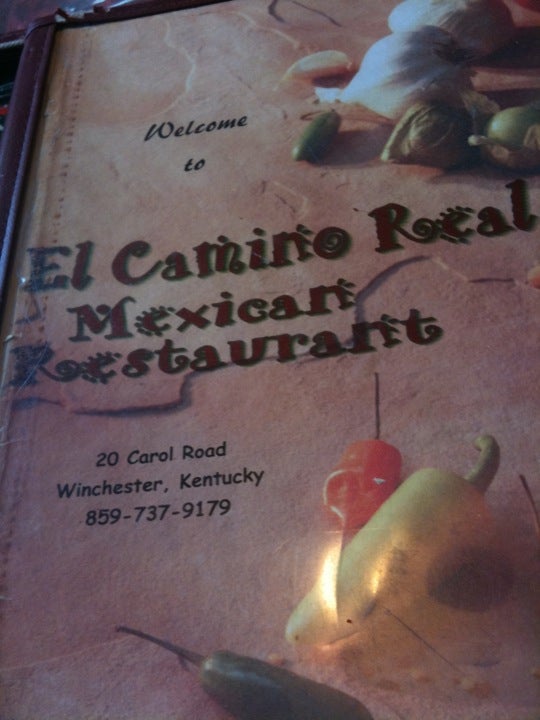 Welcome
to
El Camino Real
Mexican
Restaurant
20 Carol Road
Winchester, Kentucky
859-737-9179